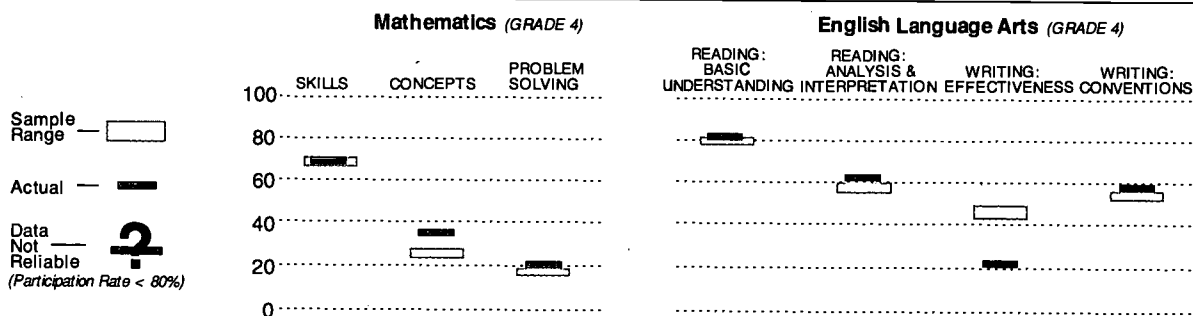 Mathematics (GRADE 4)
English Language Arts (GRADE 4)
SKILLS
CONCEPTS
PROBLEM
SOLVING
READING:
BASIC
UNDERSTANDING
READING:
ANALYSIS &
INTERPRETATION
WRITING:
EFFECTIVENESS
WRITING:
CONVENTIONS
100
80
60
40
20
0
Sample
Range
Actual
Data
Not
Reliable
?
(Participation Rate < 80%)